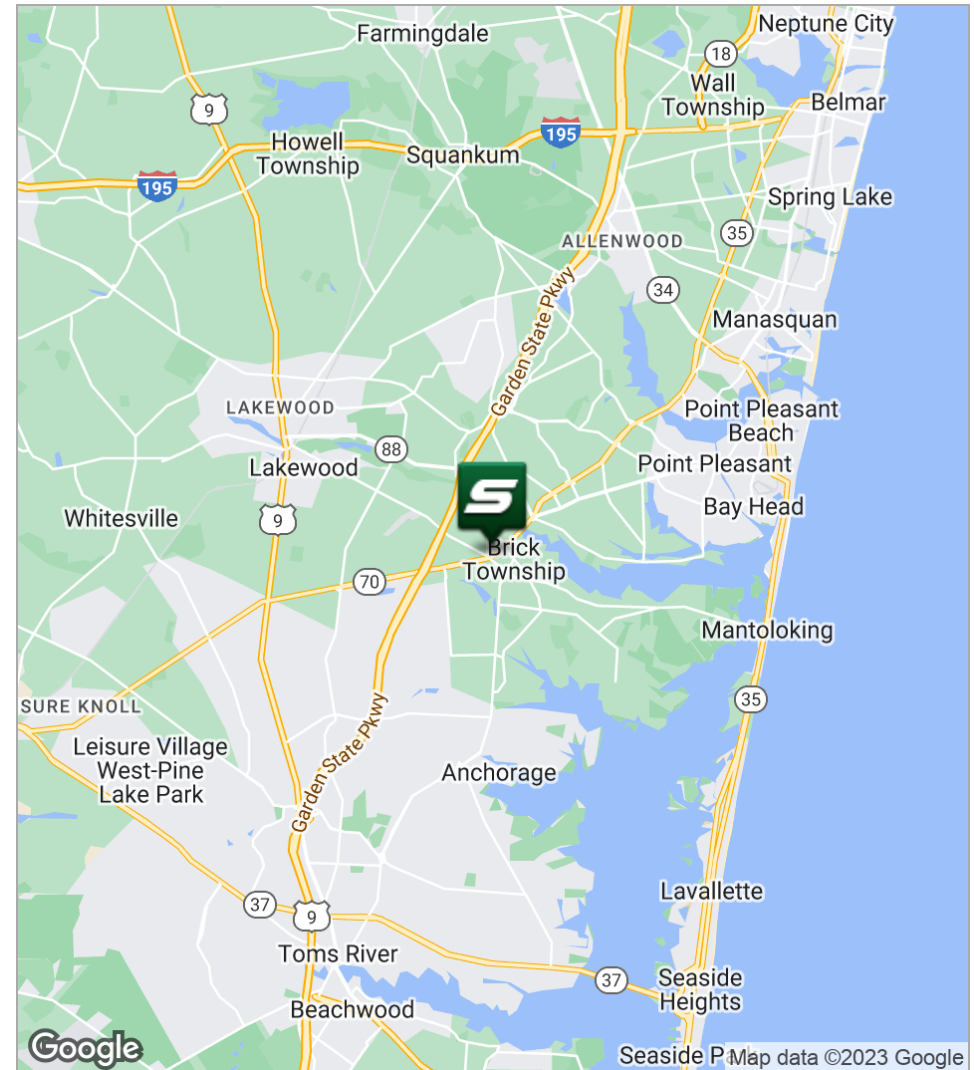 Neptune City
Farmingdale
18
Wall
Township
9
Belmar
195
Howell
Township
Squankum
195
Spring Lake
35
ALLENWOOD
34
Garden State Pkwy
Manasquan
LAKEWOOD
Point Pleasant
Beach
88
Lakewood
Point Pleasant
S
Bay Head
Whitesville
9
Brick
Township
70
Mantoloking
35
SURE KNOLL
Leisure Village
West-Pine
Lake Park
Garden State Pkwy
Anchorage
Lavallette
37
9
Toms River
37
Seaside
Heights
Beachwood
Google
Seaside
Map data ©2023 Google